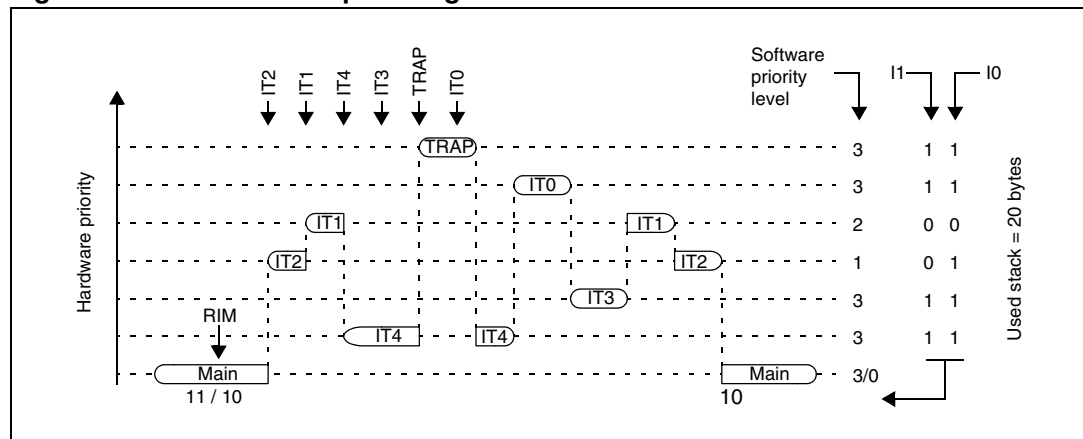 IT2
IT1
IT4
IT3
TRAP
IT0
Software
priority
level
I1
I0
Hardware priority
TRAP
3
1 1
IT0
3
1 1
IT1
IT1
2
0 0
IT2
IT2
1
0 1
IT3
3
1 1
RIM
IT4
IT4
3
1 1
Main
Main
3/0
11 / 10
10
Used stack = 20 bytes